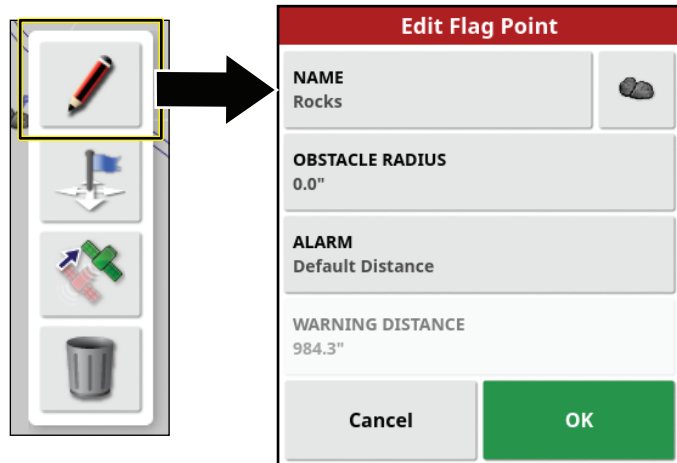 Edit Flag Point
NAME
Rocks
OBSTACLE RADIUS
0.0"
ALARM
Default Distance
WARNING DISTANCE
984.3"
Cancel
OK